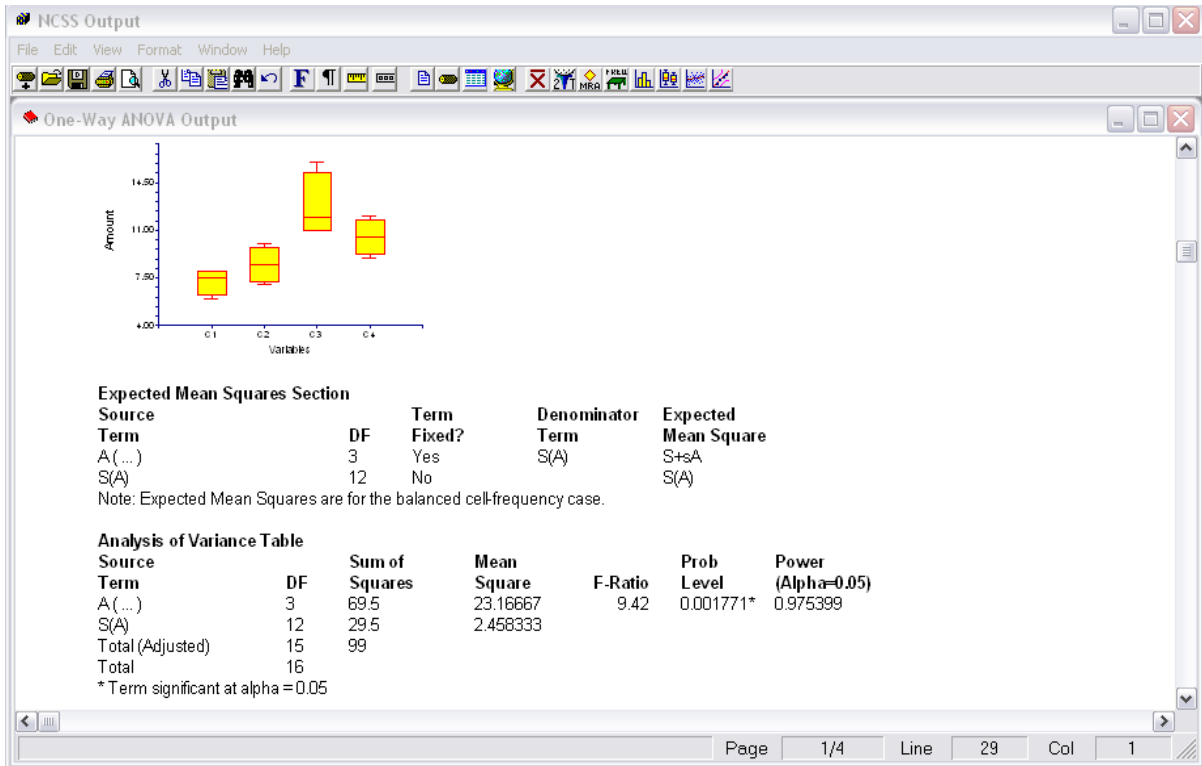 NCSS Output
File Edit View Format Window Help
MRA FREQ
One-Way ANOVA Output
14.50
11.00
7.50
4.00
Amount
C1 C2 C3 C4
Variables
Expected Mean Squares Section
Source Term Denominator Expected
Term DF Fixed? Term Mean Square
A ( ... ) 3 Yes S(A) S+sA
S(A) 12 No S(A)
Note: Expected Mean Squares are for the balanced cell-frequency case.
Analysis of Variance Table
Source Sum of Mean Prob Power
Term DF Squares Square F-Ratio Level (Alpha=0.05)
A ( ... ) 3 69.5 23.16667 9.42 0.001771* 0.975399
S(A) 12 29.5 2.458333
Total (Adjusted) 15 99
Total 16
* Term significant at alpha = 0.05
Page 1/4 Line 29 Col 1